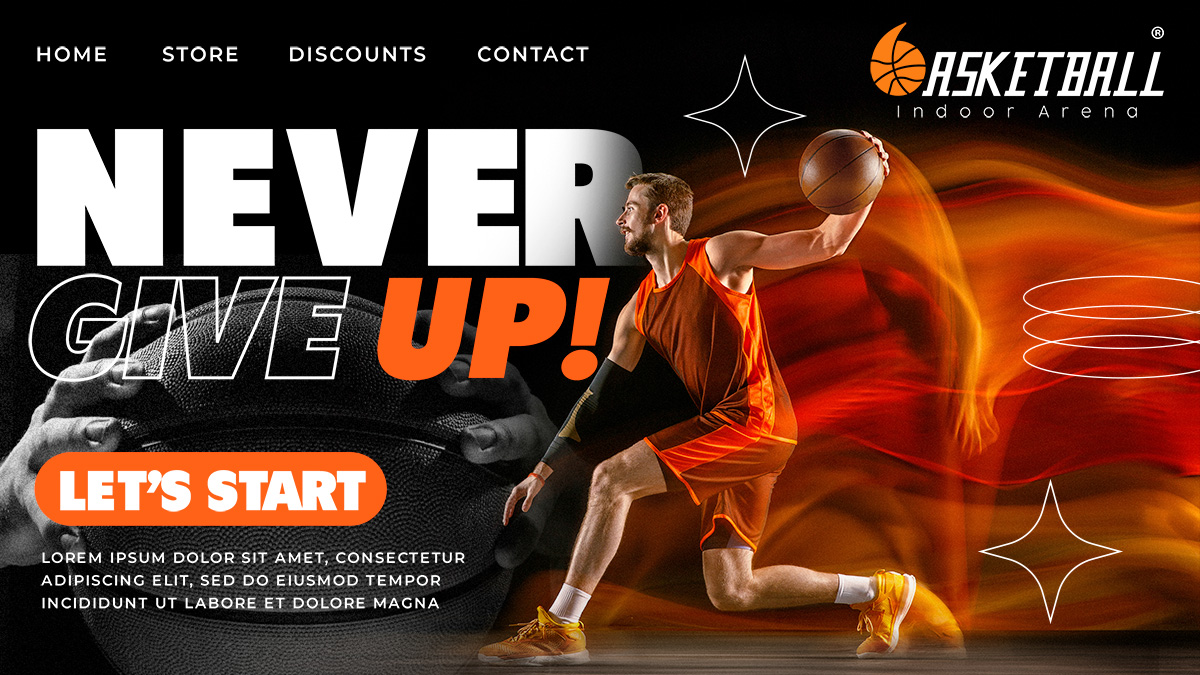 HOME STORE DISCOUNTS CONTACT
®
BASKETBALL
Indoor Arena
NEVER
GIVE UP!
LET'S START
LOREM IPSUM DOLOR SIT AMET, CONSECTETUR
ADIPISCING ELIT, SED DO EIUSMOD TEMPOR
INCIDIDUNT UT LABORE ET DOLORE MAGNA